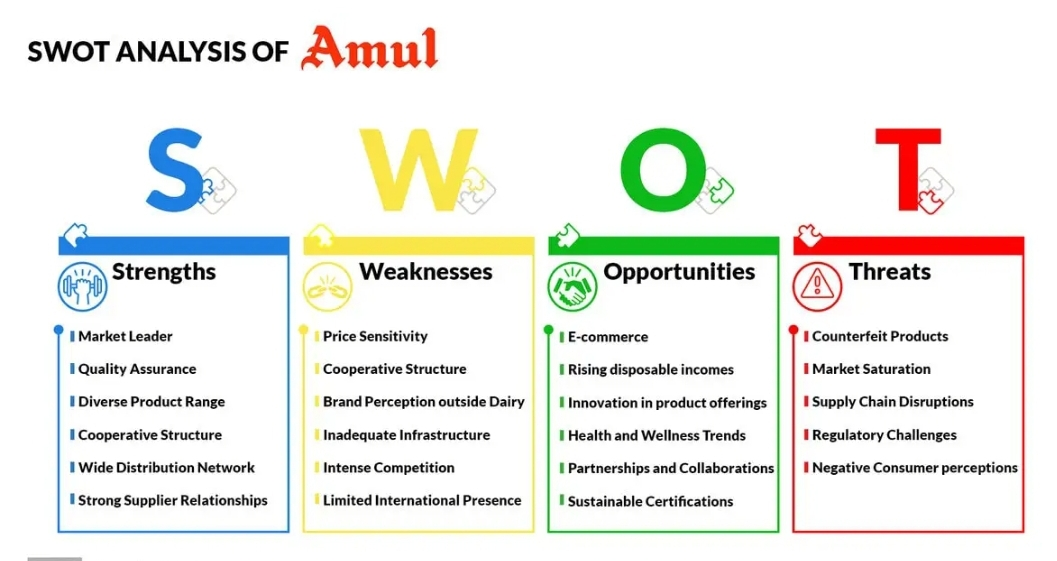 SWOT ANALYSIS OF Amul
S W O T
Strengths
Market Leader
Quality Assurance
Diverse Product Range
Cooperative Structure
Wide Distribution Network
Strong Supplier Relationships
Weaknesses
Price Sensitivity
Cooperative Structure
Brand Perception outside Dairy
Inadequate Infrastructure
Intense Competition
Limited International Presence
Opportunities
E-commerce
Rising disposable incomes
Innovation in product offerings
Health and Wellness Trends
Partnerships and Collaborations
Sustainable Certifications
Threats
Counterfeit Products
Market Saturation
Supply Chain Disruptions
Regulatory Challenges
Negative Consumer perceptions